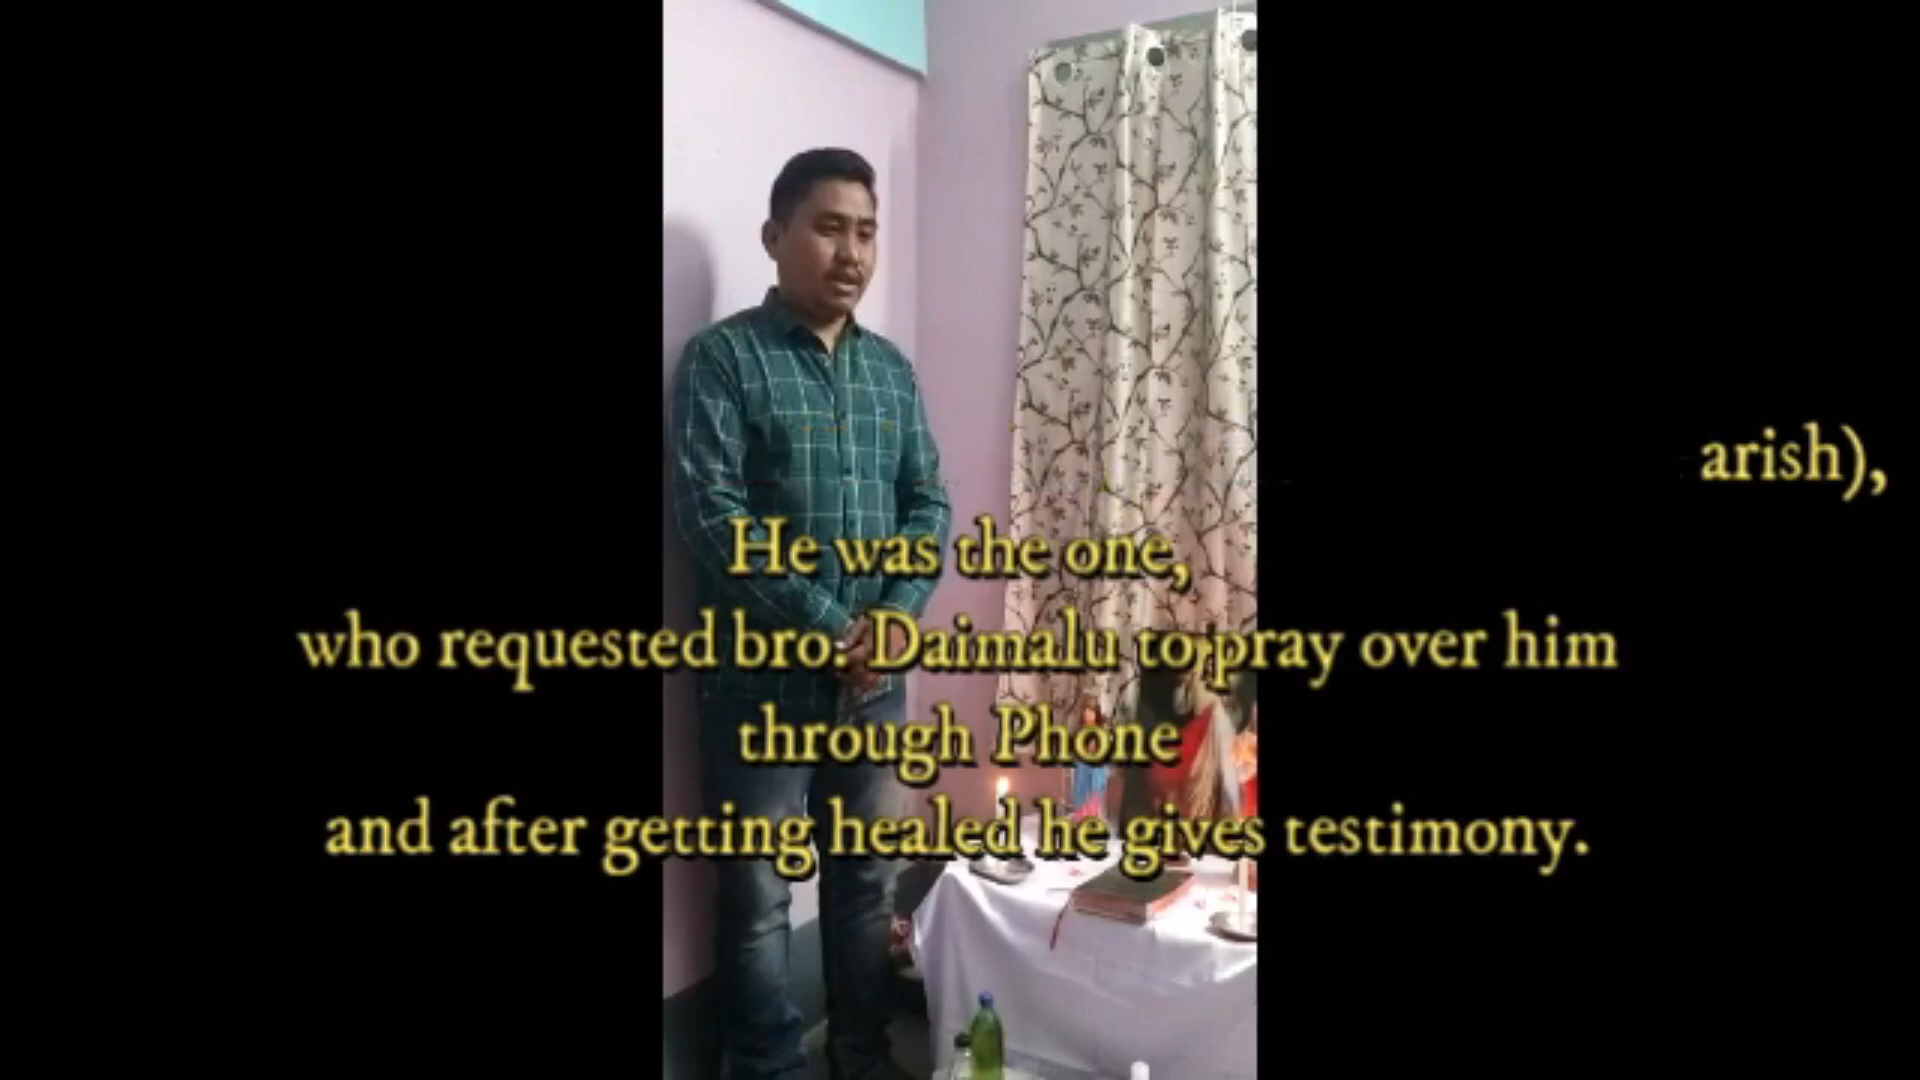 arish),
He was the one,
who requested bro. Daimalu to pray over him
through Phone
and after getting healed he gives testimony.